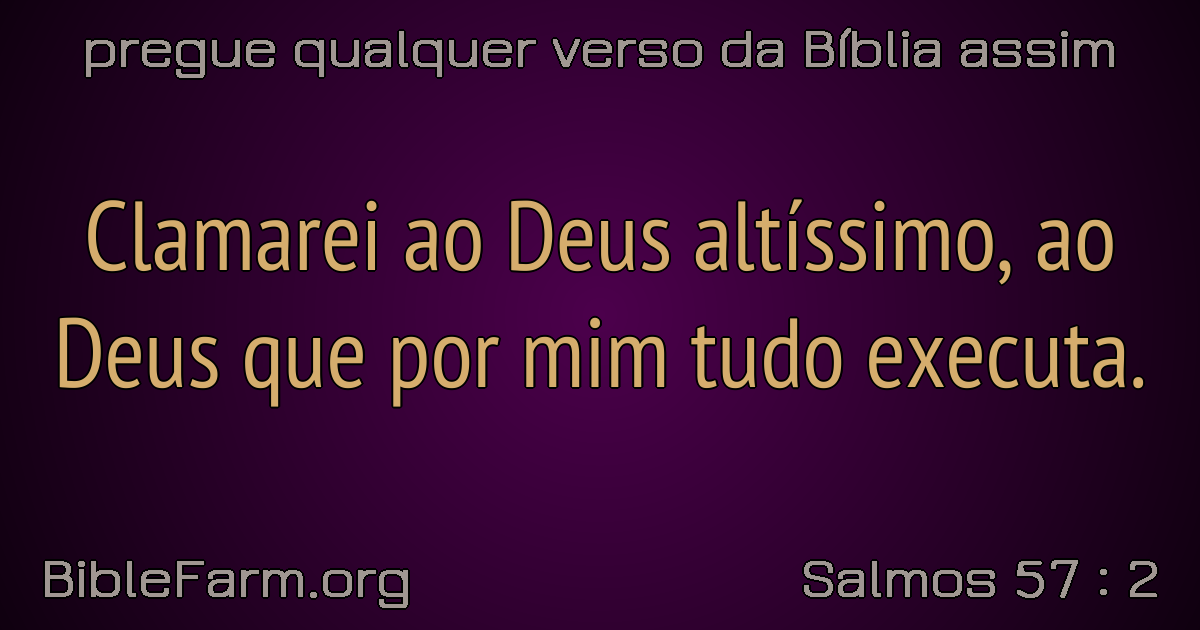 pregue qualquer verso da Bíblia assim
Clamarei ao Deus altíssimo, ao
Deus que por mim tudo executa.
BibleFarm.org
Salmos 57 : 2